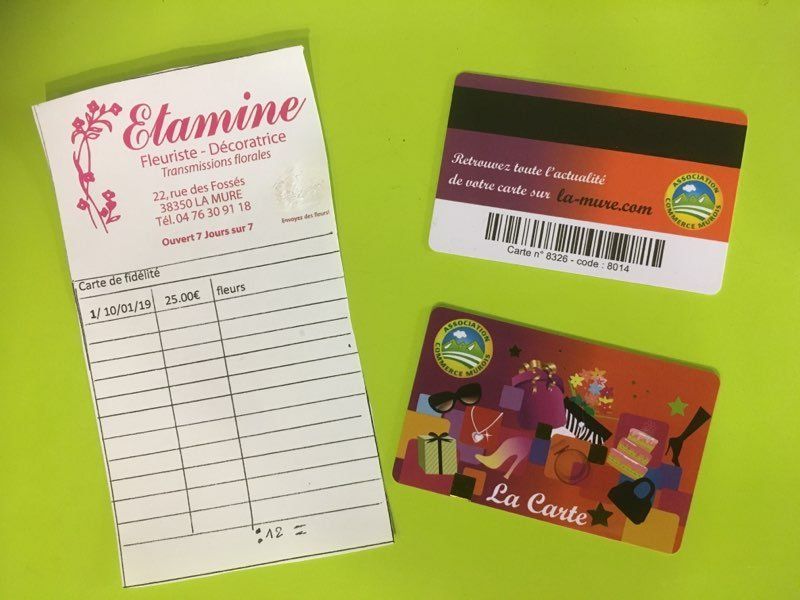 Etamine
Fleuriste - Décoratrice
Transmissions florales
22, rue des Fossés
38350 LA MURE
Tél. 04 76 30 91 18
Envoyez des fleurs!
Ouvert 7 Jours sur 7
Carte de fidélité
1/ 10/01/19 25.00€ fleurs
:12 =
Retrouvez toute l'actualité
de votre carte sur la-mure.com
ASSOCIATION
COMMERCE MUROIS
Carte n° 8326 - code : 8014
ASSOCIATION
COMMERCE MUROIS
La Carte